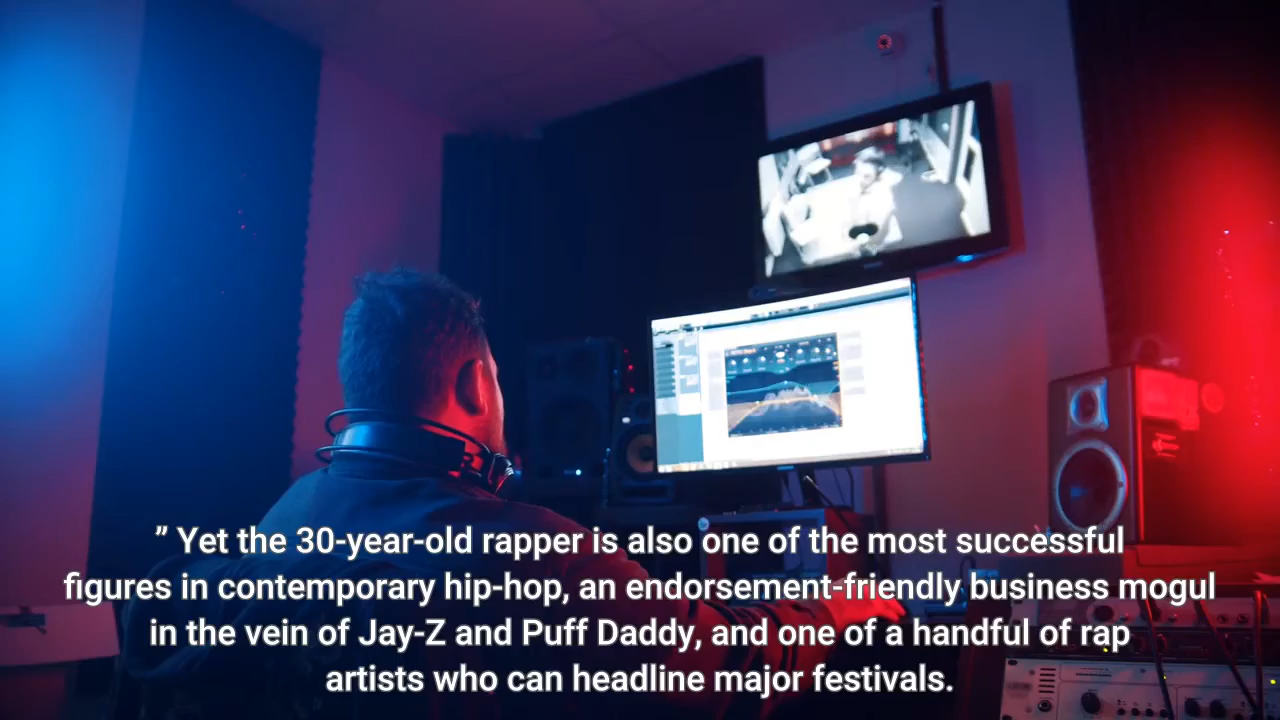 ” Yet the 30-year-old rapper is also one of the most successful
figures in contemporary hip-hop, an endorsement-friendly business mogul
in the vein of Jay-Z and Puff Daddy, and one of a handful of rap
artists who can headline major festivals.